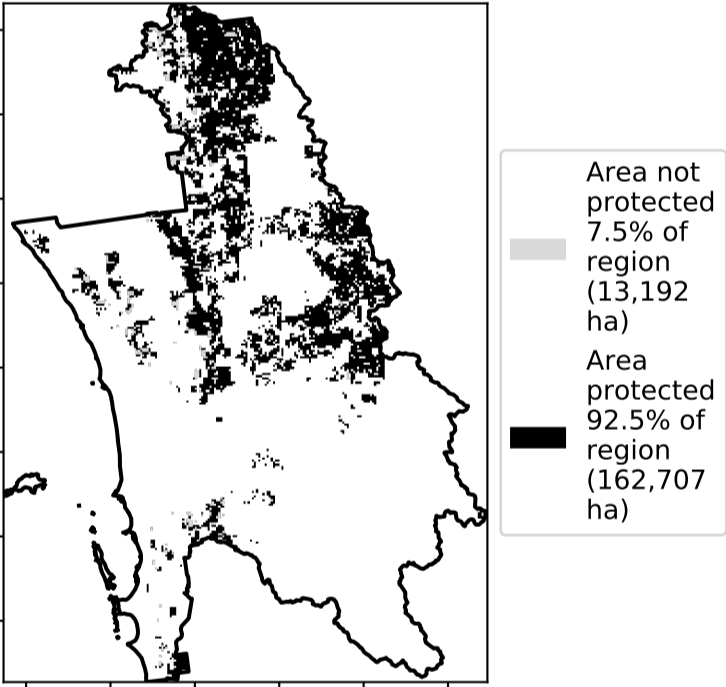 Area not
protected
7.5% of
region
(13,192
ha)
Area
protected
92.5% of
region
(162,707
ha)